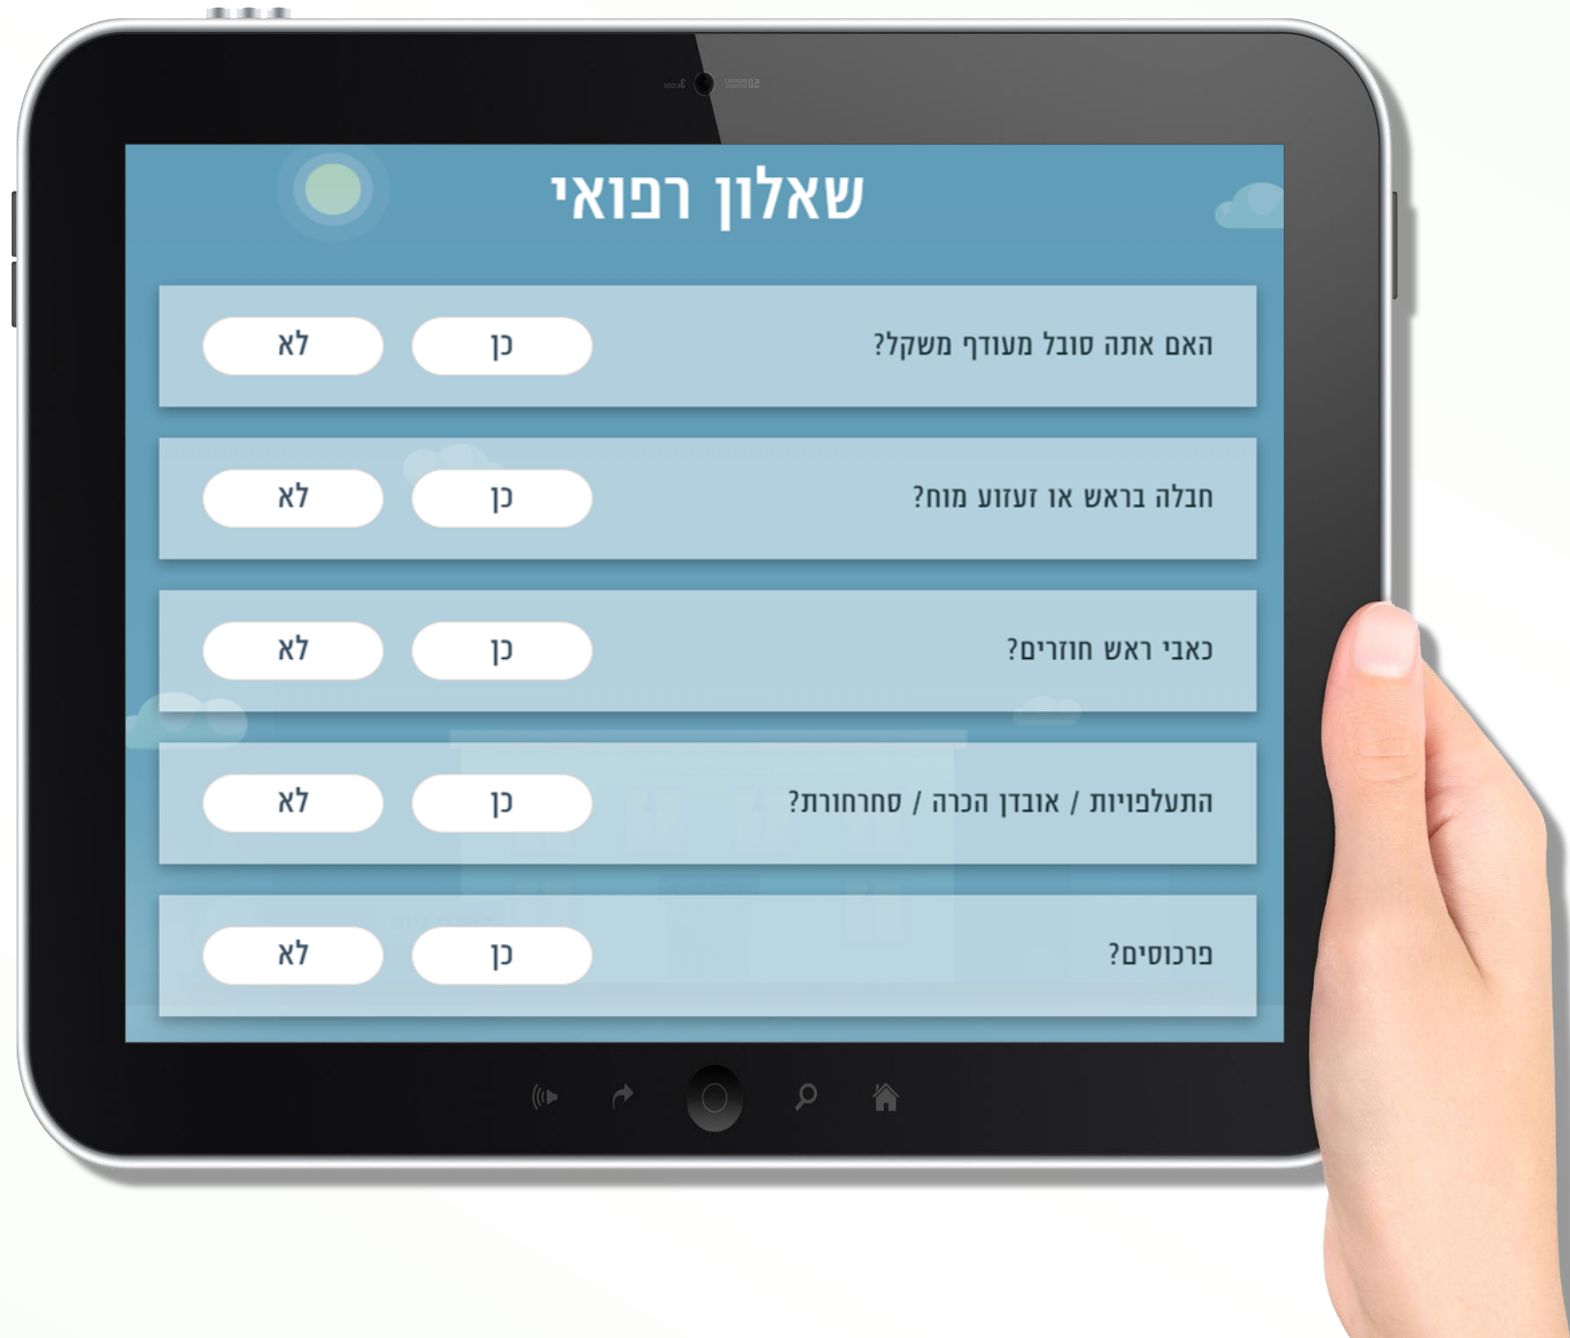 שאלון רפואי
האם אתה סובל מעודף משקל? כן לא
חבלה בראש או זעזוע מוח? כן לא
כאבי ראש חוזרים? כן לא
התעלפויות / אובדן הכרה / סחרחורת? כן לא
פרכוסים? כן לא